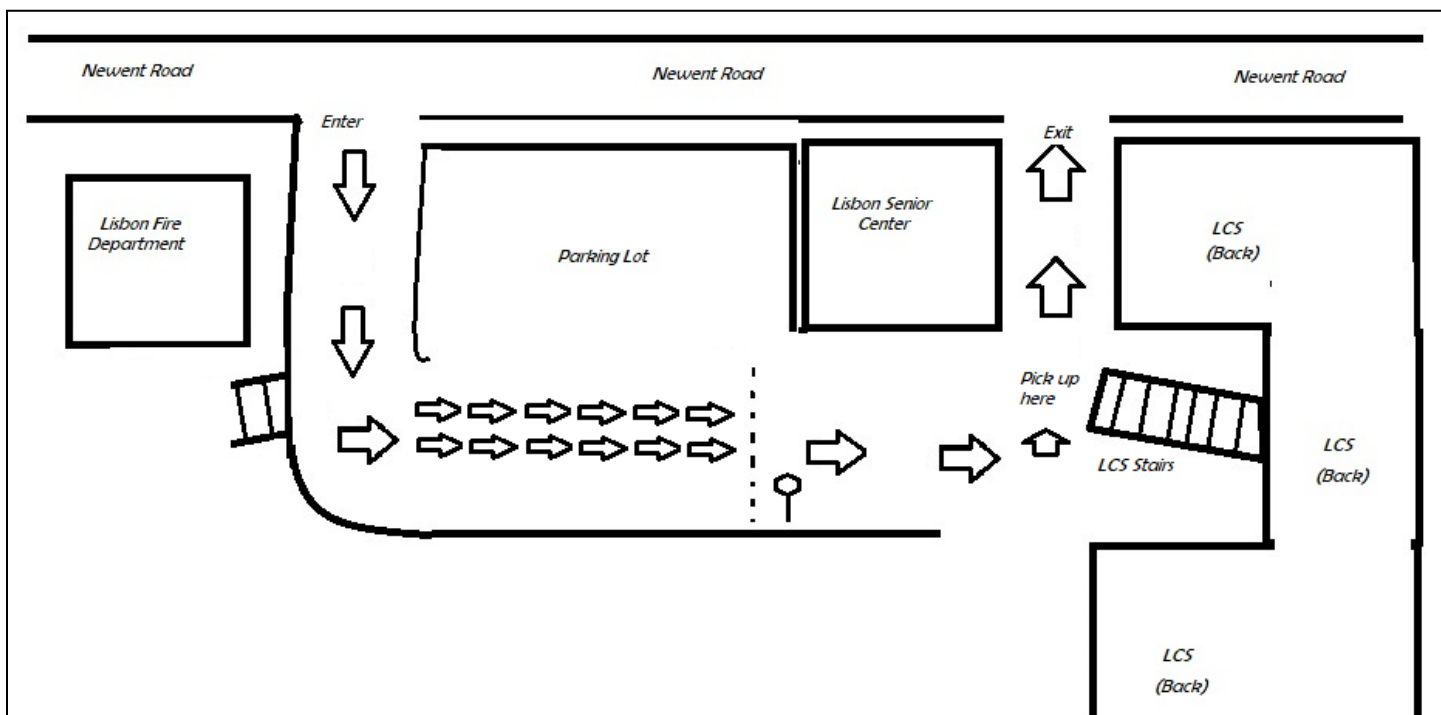 Newent Road
Newent Road
Newent Road
Enter
Exit
Lisbon Fire
Department
Parking Lot
Lisbon Senior
Center
LCS
(Back)
Pick up
here
LCS Stairs
LCS
(Back)
LCS
(Back)